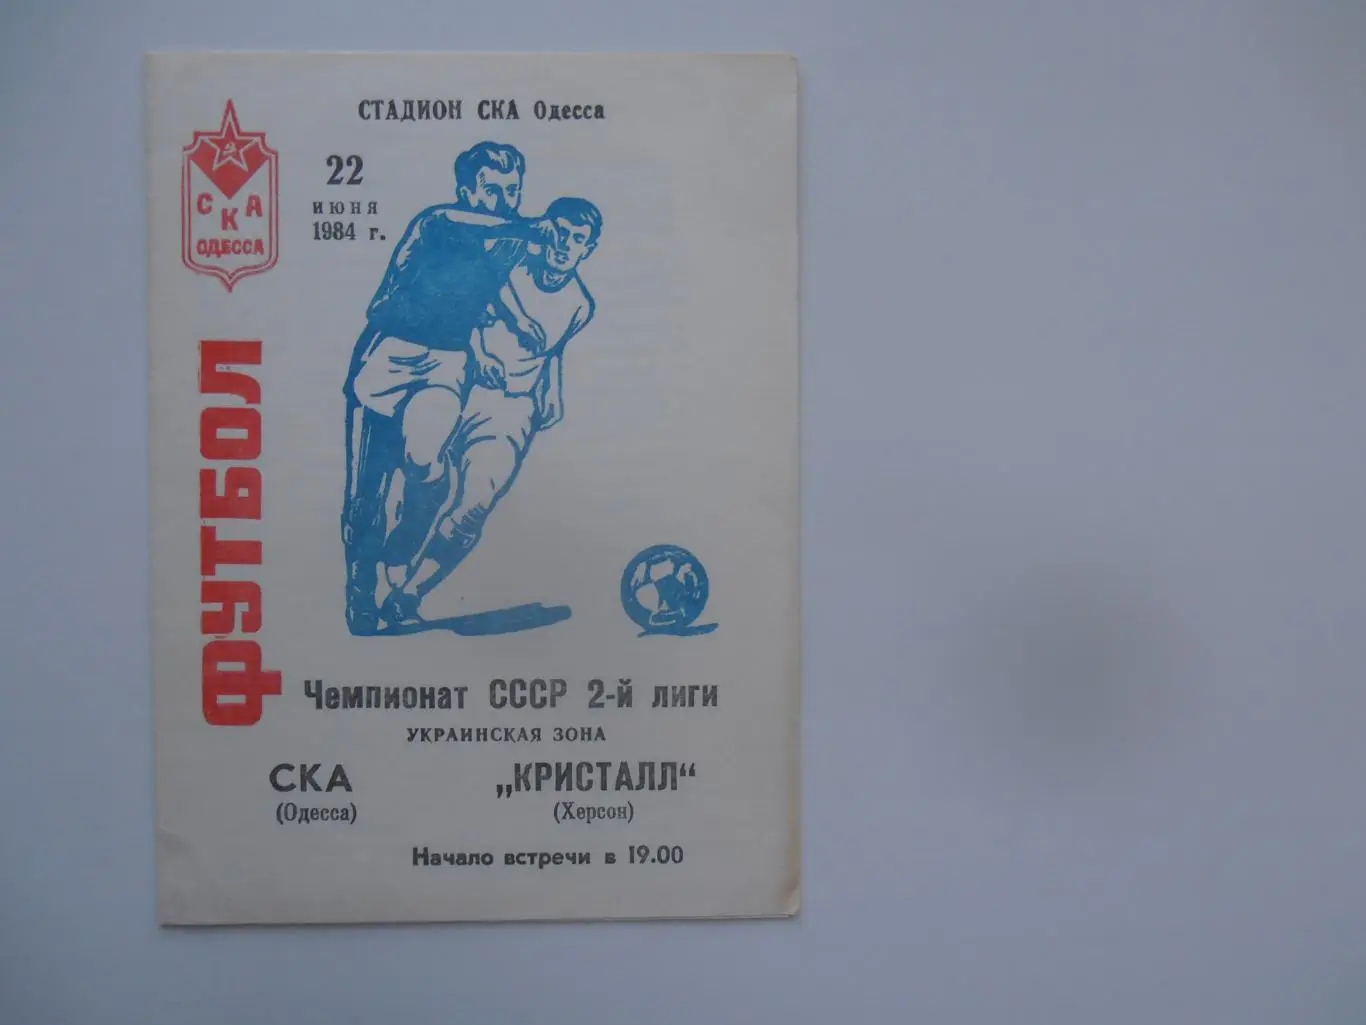 СТАДИОН СКА Одесса
СКА
ОДЕССА
22
июня
1984 г.
ФУТБОЛ
Чемпионат СССР 2-й лиги
УКРАИНСКАЯ ЗОНА
СКА „КРИСТАЛЛ“
(Одесса) (Херсон)
Начало встречи в 19.00